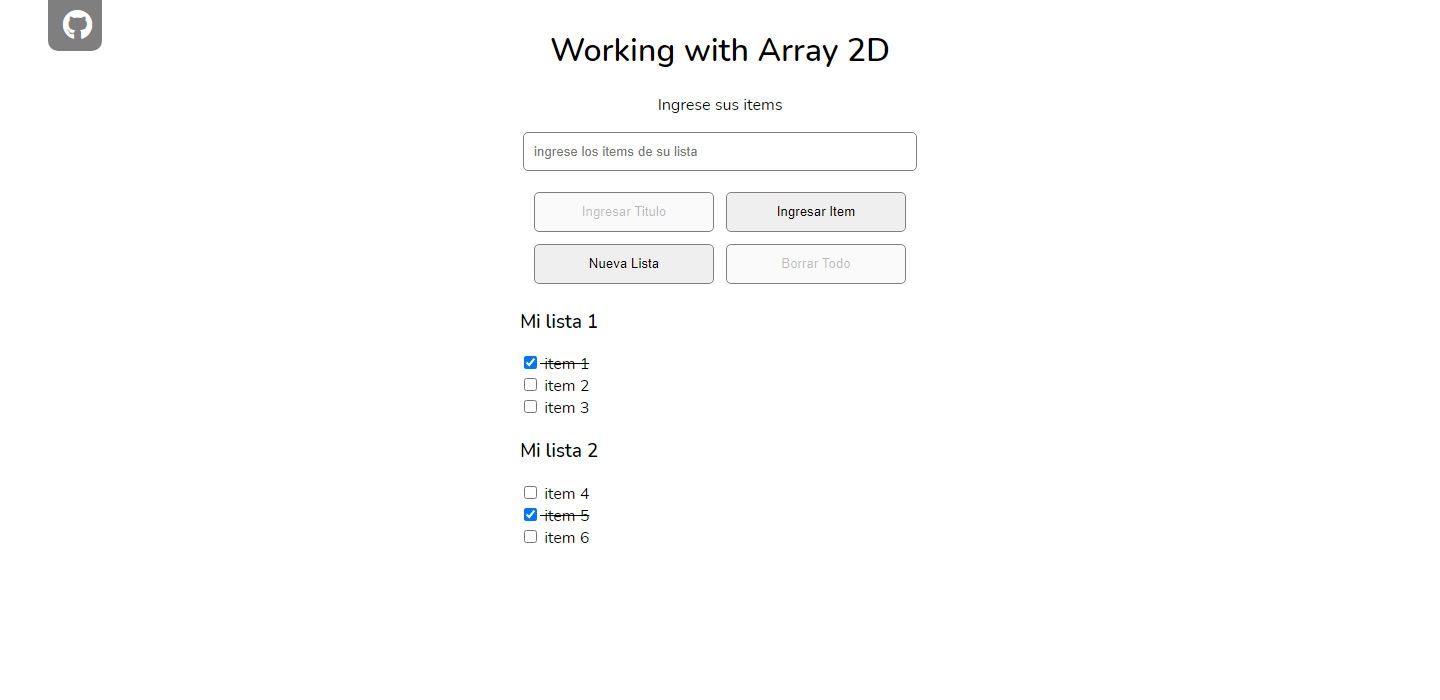 Working with Array 2D
Ingrese sus items
ingrese los items de su lista
Ingresar Titulo
Ingresar Item
Nueva Lista
Borrar Todo
Mi lista 1
item 1
item 2
item 3
Mi lista 2
item 4
item 5
item 6